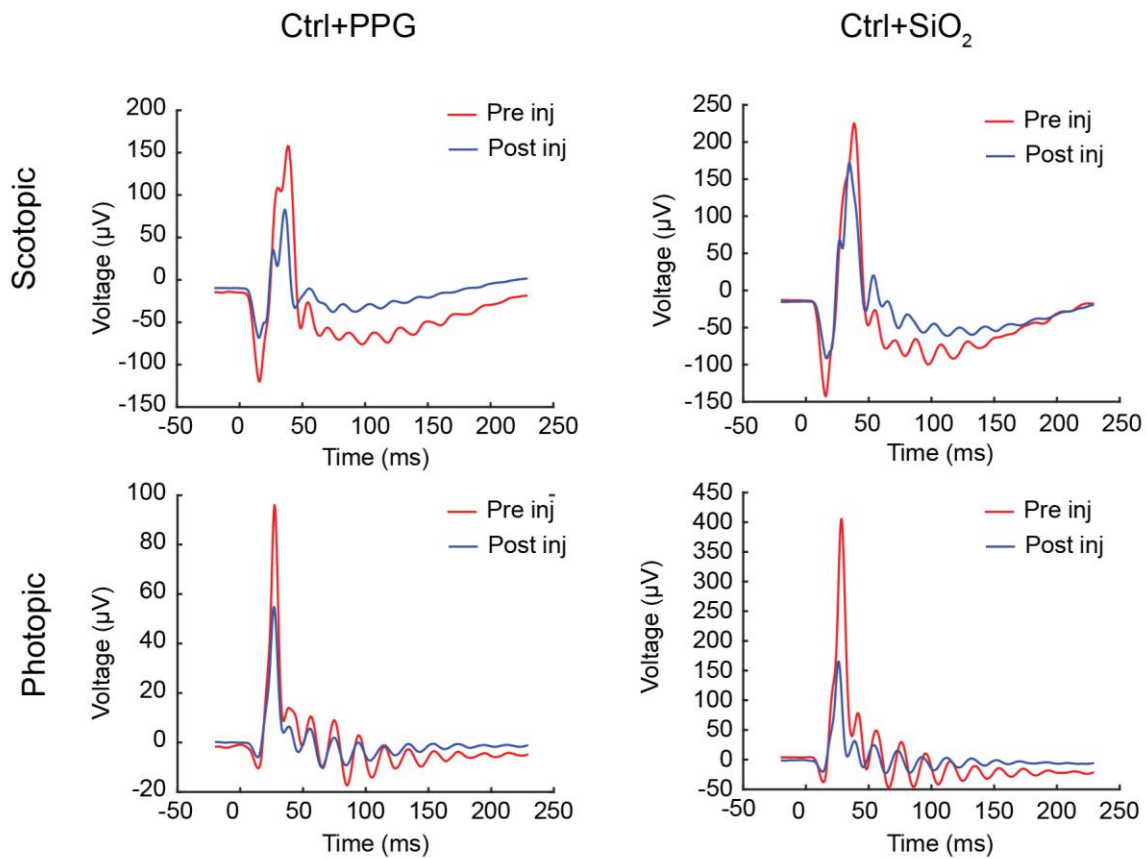 Ctrl+PPG
Ctrl+SiO₂
Scotopic
Voltage (µV)
200
150
100
50
0
-50
-100
-150
-50 0 50 100 150 200 250
Time (ms)
Pre inj
Post inj
Voltage (µV)
250
200
150
100
50
0
-50
-100
-150
-50 0 50 100 150 200 250
Time (ms)
Pre inj
Post inj
Photopic
Voltage (µV)
100
80
60
40
20
0
-20
-50 0 50 100 150 200 250
Time (ms)
Pre inj
Post inj
Voltage (µV)
450
400
350
300
250
200
150
100
50
0
-50
-50 0 50 100 150 200 250
Time (ms)
Pre inj
Post inj